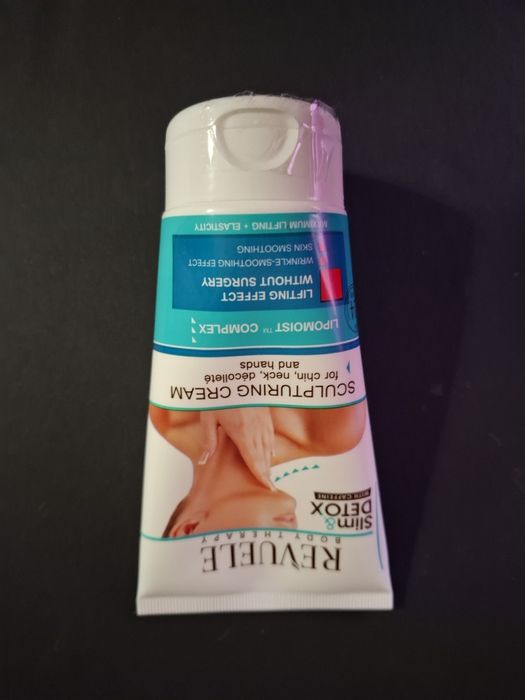 REVUELE
BODY THERAPY
Slim&
DETOX
WITH CAFFEINE
SCULPTURING CREAM
for chin, neck, décolleté
and hands
LIPOMOIST™ COMPLEX
LIFTING EFFECT
WITHOUT SURGERY
WRINKLE-SMOOTHING EFFECT
SKIN SMOOTHING
MAXIMUM LIFTING + ELASTICITY